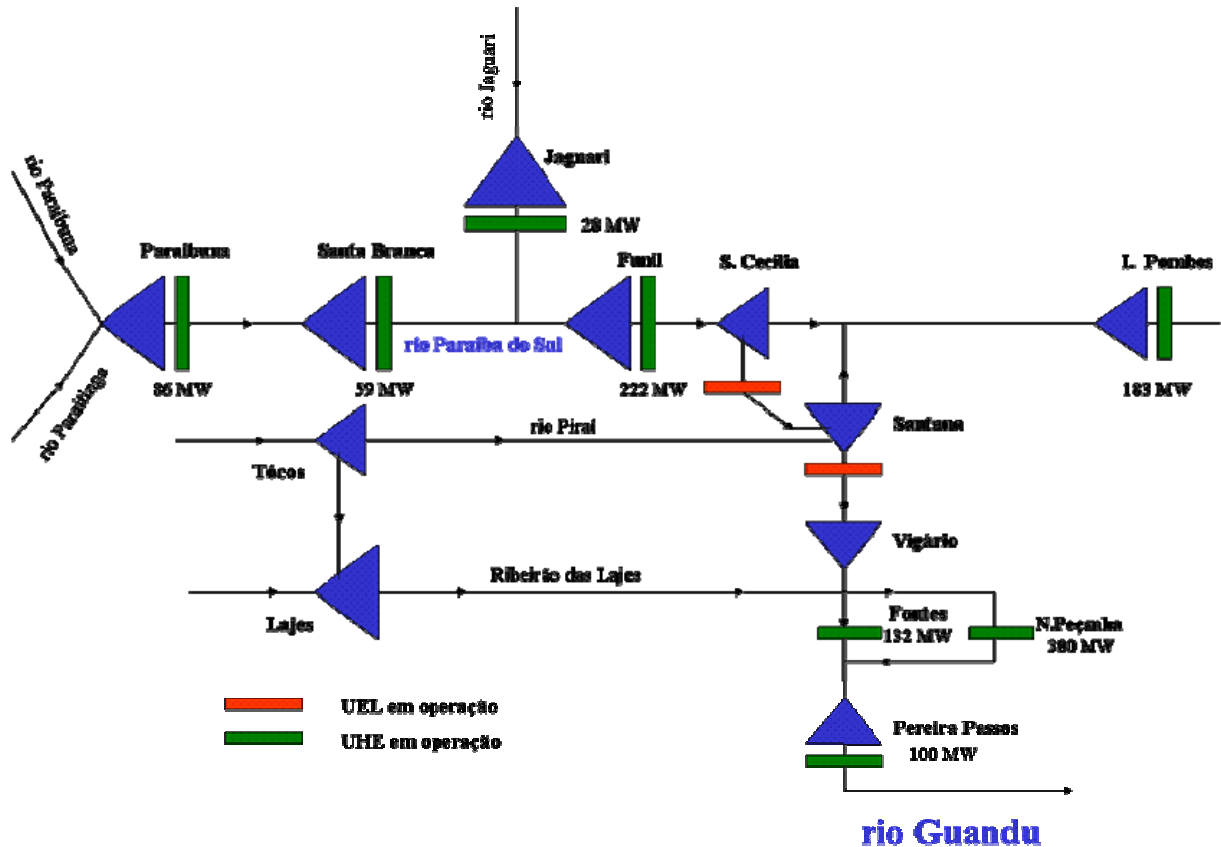 rio Jaguari
Jaguari
28 MW
rio Paraibuna
Paraibuna
Santa Branca
Funil
S. Cecília
L. Pombos
rio Paraíba do Sul
86 MW
59 MW
222 MW
183 MW
rio Paraitinga
rio Piraí
Santana
Tócos
Vigário
Ribeirão das Lajes
Lajes
Fontes
132 MW
N.Peçanha
380 MW
UEL em operação
UHE em operação
Pereira Passos
100 MW
rio Guandu